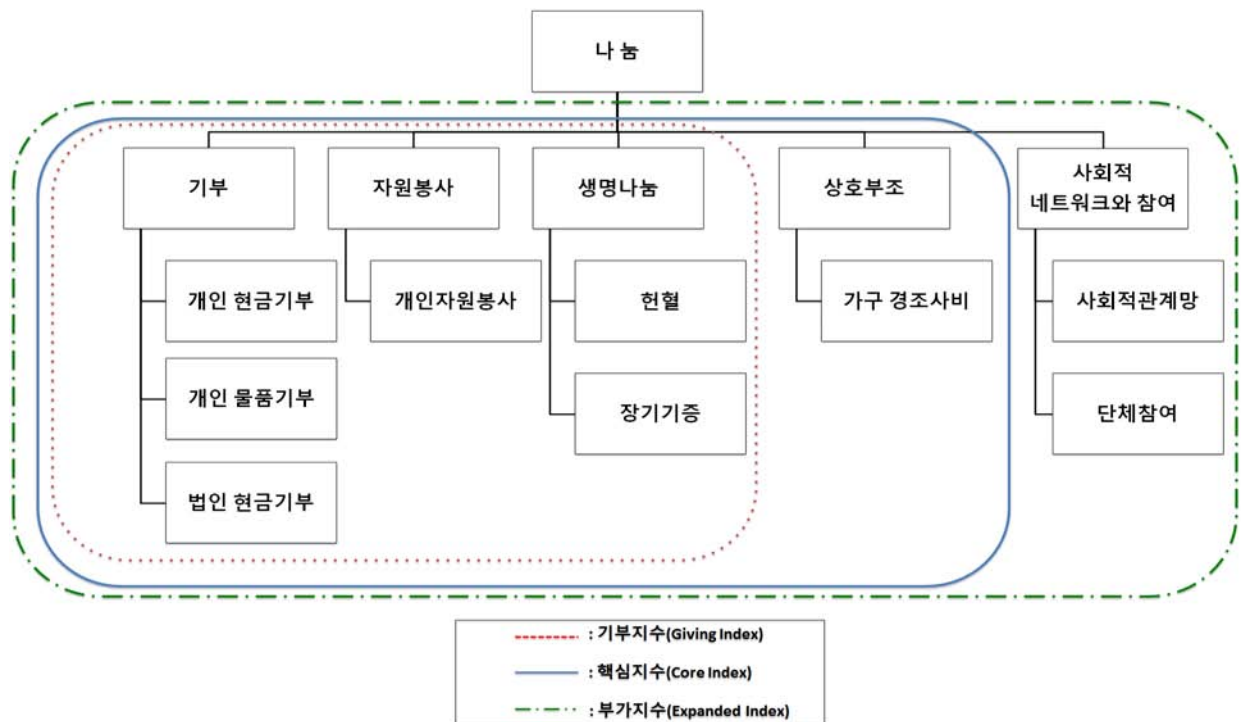 나 눔
기부
자원봉사
생명나눔
상호부조
사회적
네트워크와 참여
개인 현금기부
개인자원봉사
헌혈
가구 경조사비
사회적관계망
개인 물품기부
장기기증
단체참여
법인 현금기부
: 기부지수(Giving Index)
: 핵심지수(Core Index)
: 부가지수(Expanded Index)